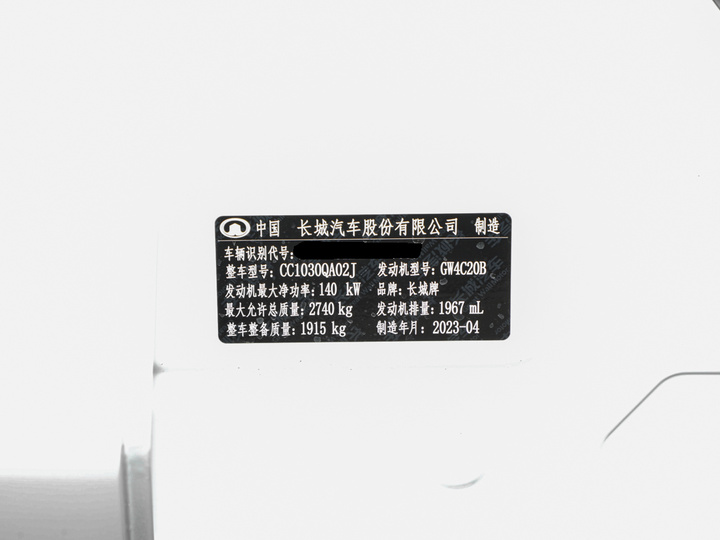 中国 长城汽车股份有限公司 制造
车辆识别代号:
整车型号: CC1030QA02J 发动机型号: GW4C20B
发动机最大净功率: 140 kW 品牌: 长城牌
最大允许总质量: 2740 kg 发动机排量: 1967 mL
整车整备质量: 1915 kg 制造年月: 2023-04